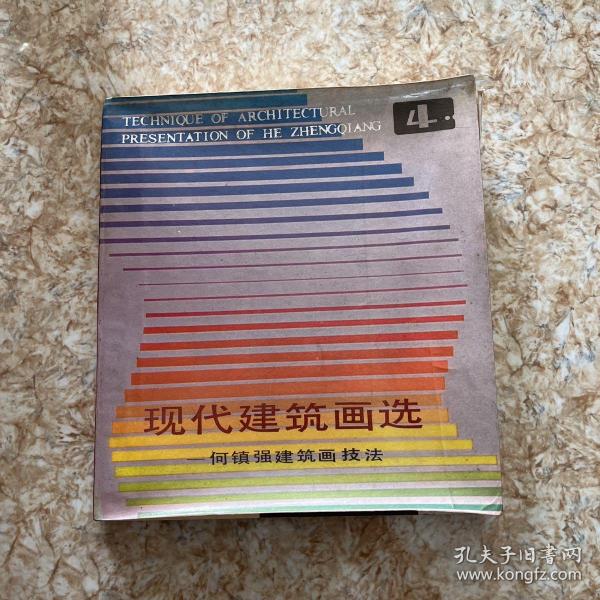 TECHNIQUE OF ARCHITECTURAL
PRESENTATION OF HE ZHENGQIANG
4.
现代建筑画选
—何镇强建筑画技法
孔夫子旧书网
www.kongfz.com